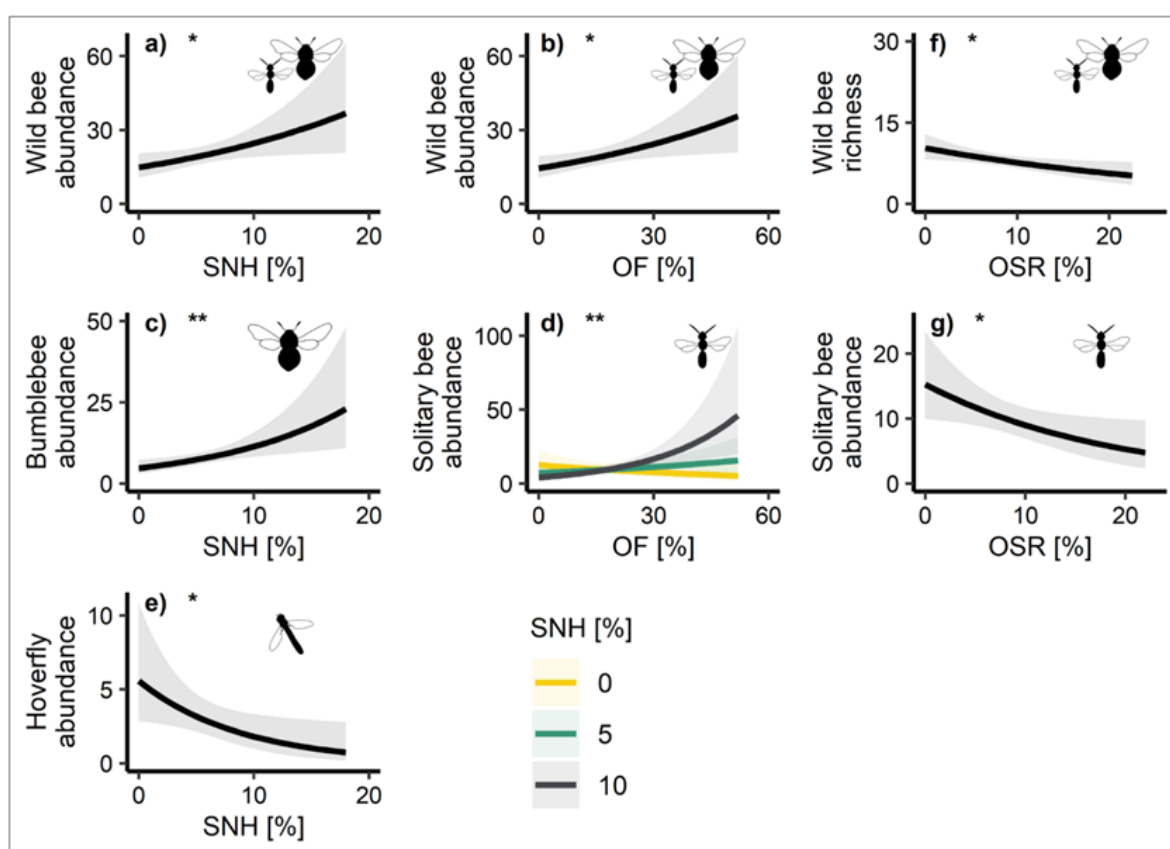 a) *
60
30
0
Wild bee
abundance
0 10 20
SNH [%]
b) *
60
30
0
Wild bee
abundance
0 30 60
OF [%]
f) *
30
15
0
Wild bee
richness
0 10 20
OSR [%]
c) **
50
25
0
Bumblebee
abundance
0 10 20
SNH [%]
d) **
100
50
0
Solitary bee
abundance
0 30 60
OF [%]
g) *
20
10
0
Solitary bee
abundance
0 10 20
OSR [%]
e) *
10
5
0
Hoverfly
abundance
0 10 20
SNH [%]
SNH [%]
0
5
10